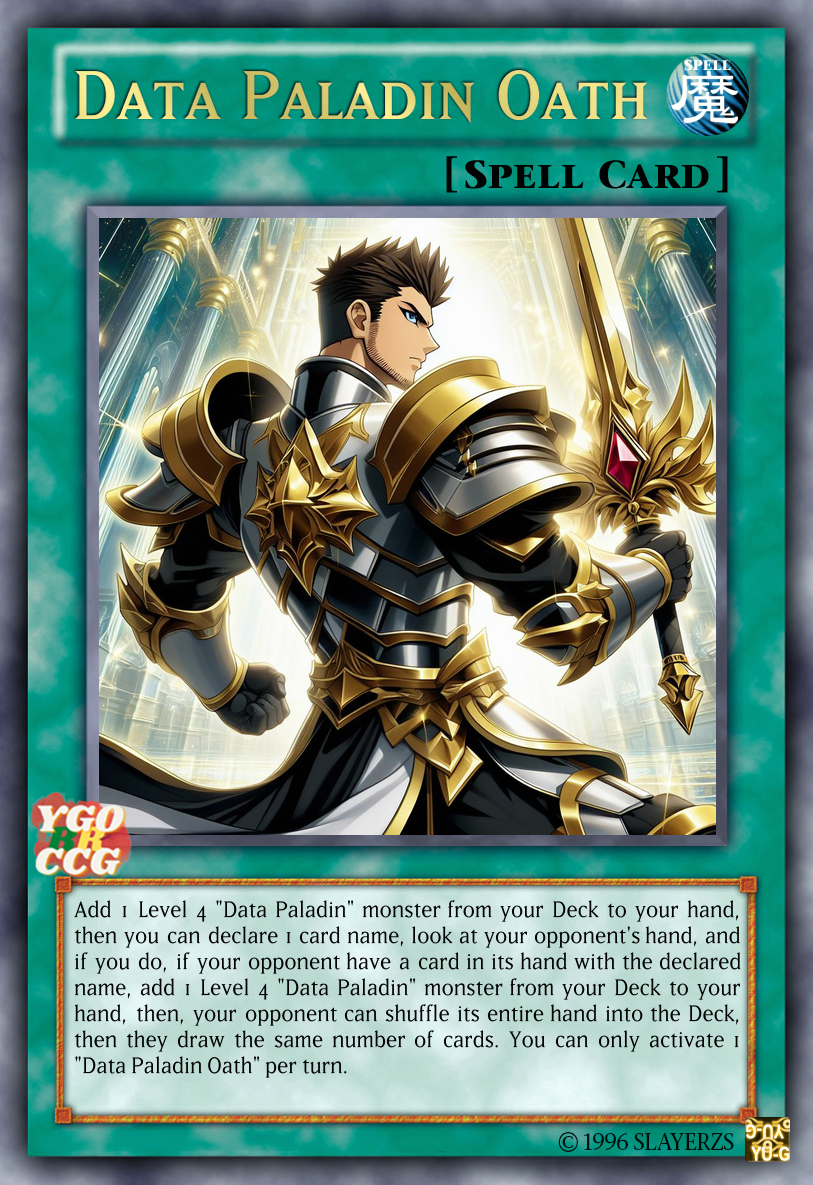 Data Paladin Oath
SPELL
魔
[Spell Card]
YGO
BR
CCG
Add 1 Level 4 "Data Paladin" monster from your Deck to your hand,
then you can declare 1 card name, look at your opponent's hand, and
if you do, if your opponent have a card in its hand with the declared
name, add 1 Level 4 "Data Paladin" monster from your Deck to your
hand, then, your opponent can shuffle its entire hand into the Deck,
then they draw the same number of cards. You can only activate 1
"Data Paladin Oath" per turn.
© 1996 SLAYERZS